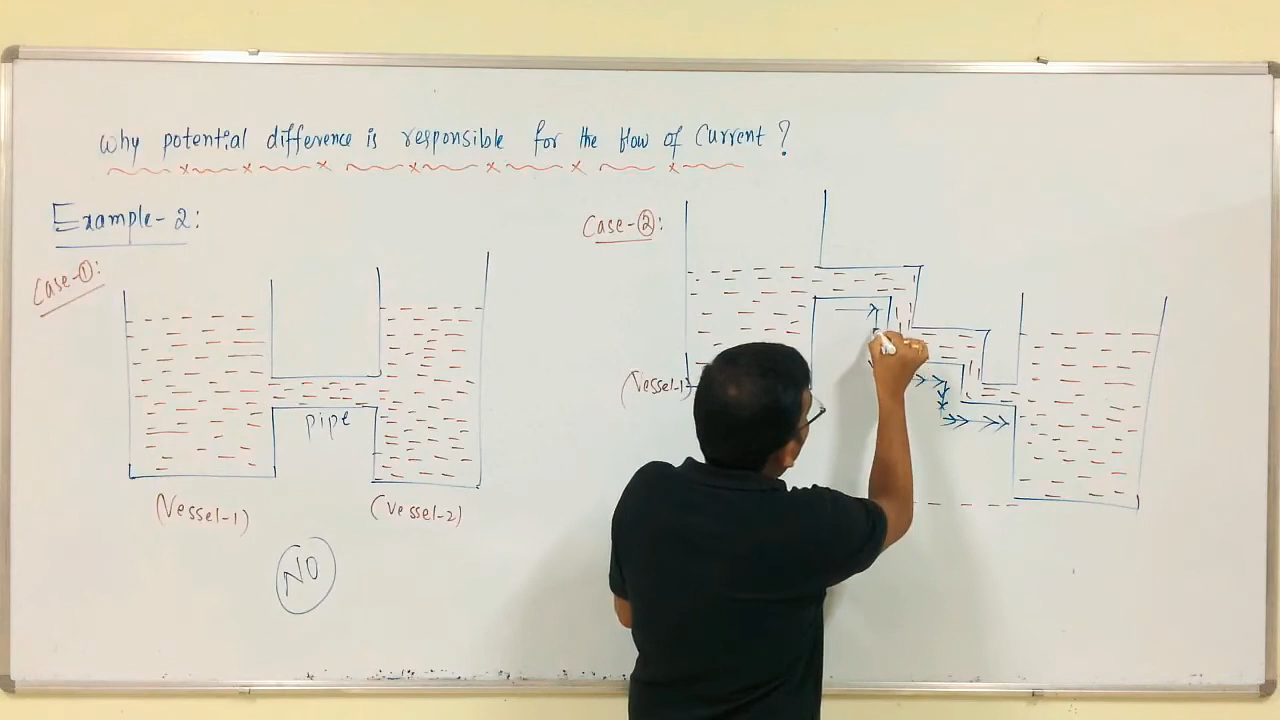 Why potential difference is responsible for the flow of Current ?
Example-2:
Case-①:
pipe
(Vessel-1)
(Vessel-2)
NO
Case-②:
(Vessel-1)